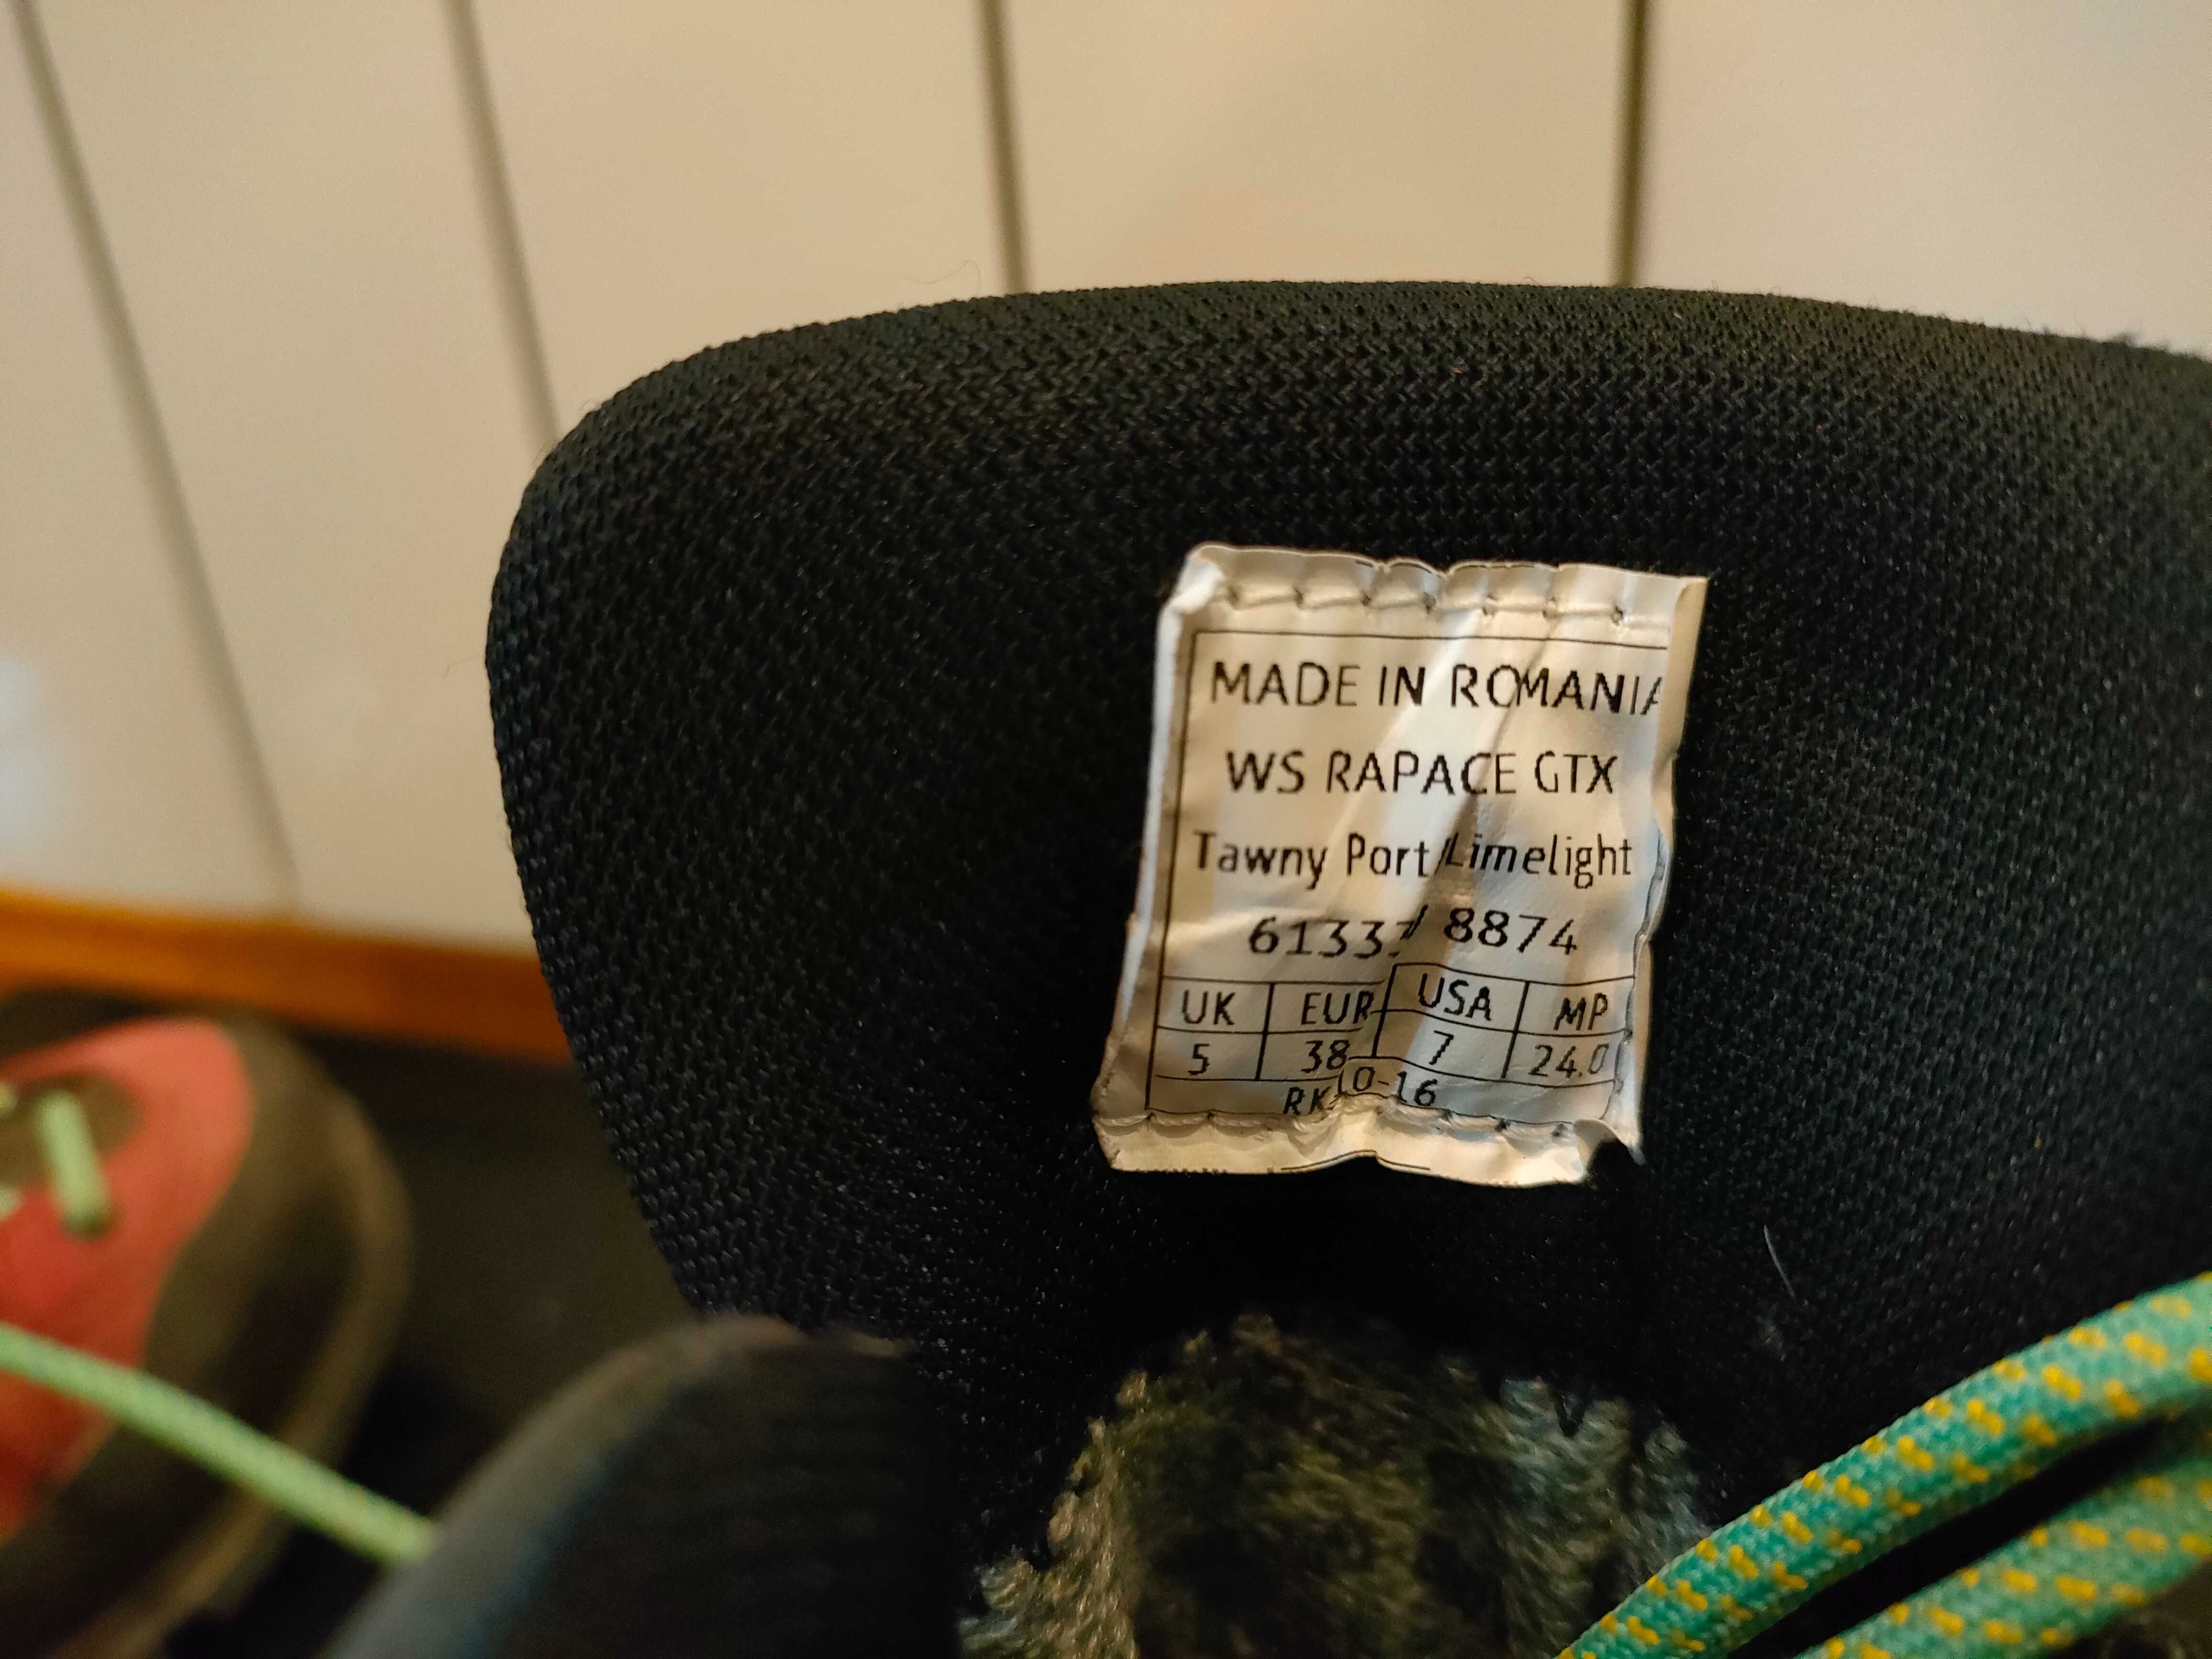 MADE IN ROMANIA
WS RAPACE GTX
Tawny Port/Limelight
8874
UK EUR USA MP
5 38 7 24.0